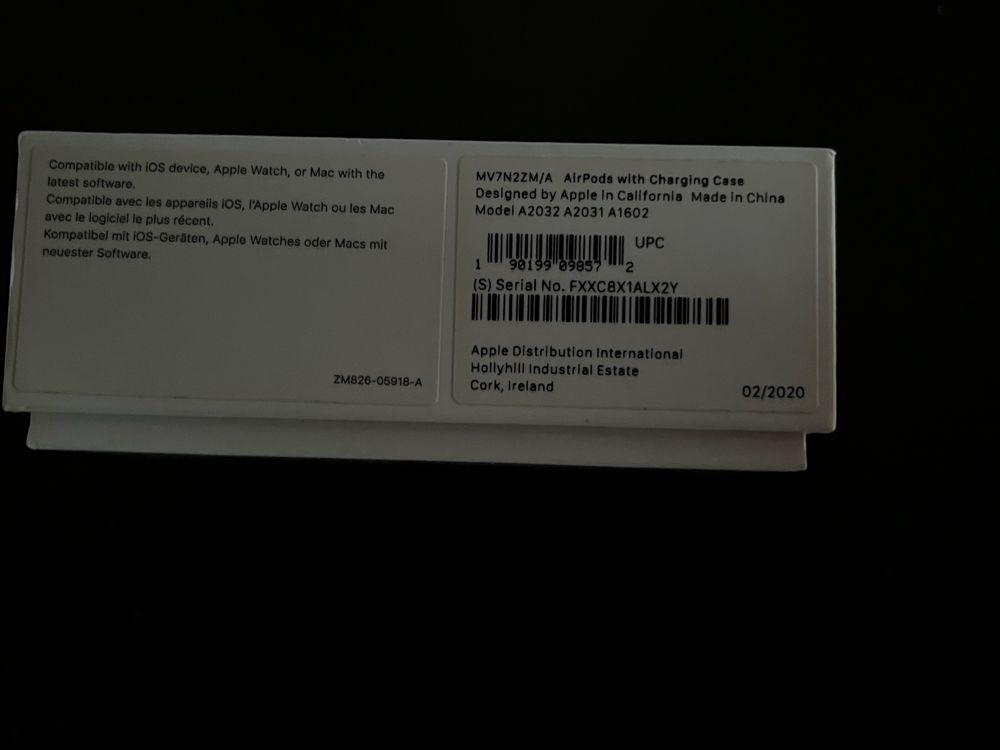 Compatible with iOS device, Apple Watch, or Mac with the
latest software.
Compatible avec les appareils iOS, l'Apple Watch ou les Mac
avec le logiciel le plus récent.
Kompatibel mit iOS-Geräten, Apple Watches oder Macs mit
neuester Software.
ZM826-05918-A
MV7N2ZM/A AirPods with Charging Case
Designed by Apple in California Made in China
Model A2032 A2031 A1602
UPC
1 90199 09857 2
(S) Serial No. FXXC8X1ALX2Y
Apple Distribution International
Hollyhill Industrial Estate
Cork, Ireland
02/2020